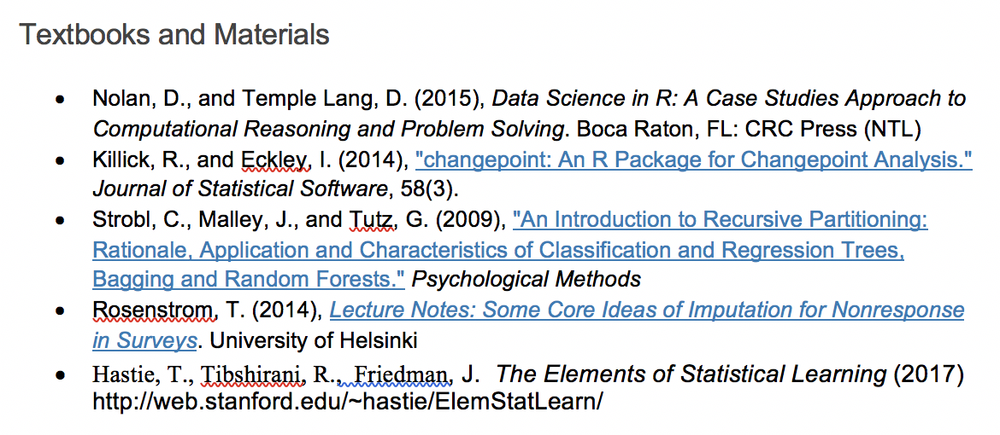 Textbooks and Materials
• Nolan, D., and Temple Lang, D. (2015), Data Science in R: A Case Studies Approach to
Computational Reasoning and Problem Solving. Boca Raton, FL: CRC Press (NTL)
• Killick, R., and Eckley, I. (2014), "changepoint: An R Package for Changepoint Analysis."
Journal of Statistical Software, 58(3).
• Strobl, C., Malley, J., and Tutz, G. (2009), "An Introduction to Recursive Partitioning:
Rationale, Application and Characteristics of Classification and Regression Trees,
Bagging and Random Forests." Psychological Methods
• Rosenstrom, T. (2014), Lecture Notes: Some Core Ideas of Imputation for Nonresponse
in Surveys. University of Helsinki
• Hastie, T., Tibshirani, R., Friedman, J.  The Elements of Statistical Learning (2017)
http://web.stanford.edu/~hastie/ElemStatLearn/